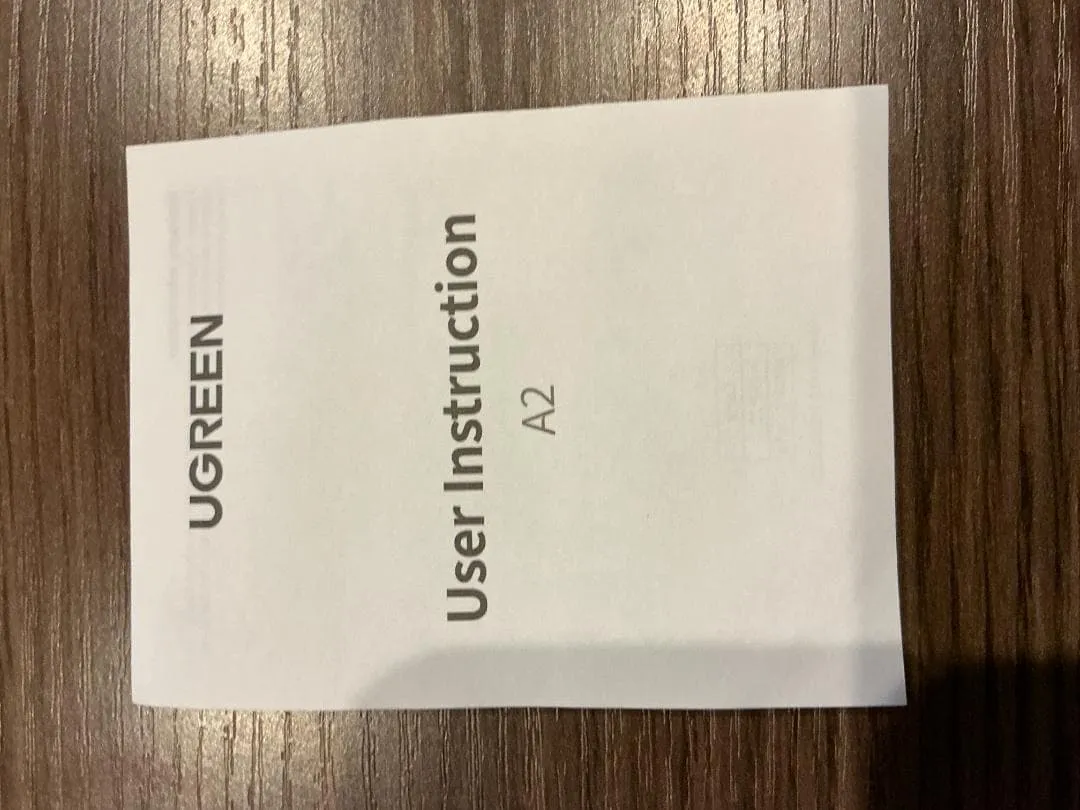 UGREEN
User Instruction
A2